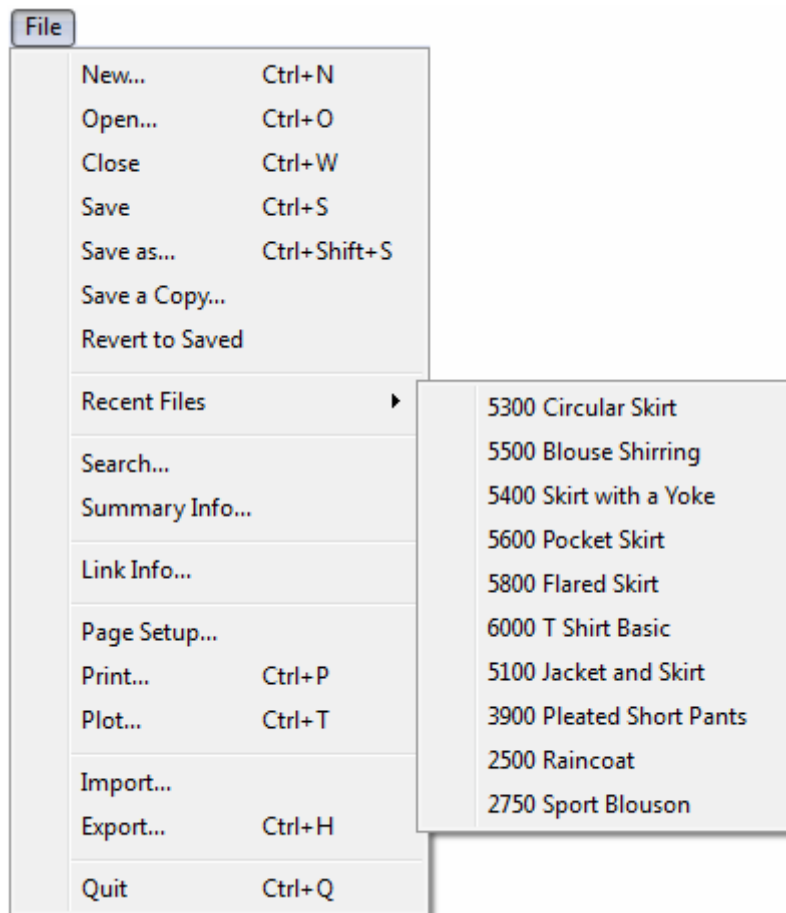 File
New... Ctrl+N
Open... Ctrl+O
Close Ctrl+W
Save Ctrl+S
Save as... Ctrl+Shift+S
Save a Copy...
Revert to Saved
Recent Files
Search...
Summary Info...
Link Info...
Page Setup...
Print... Ctrl+P
Plot... Ctrl+T
Import...
Export... Ctrl+H
Quit Ctrl+Q
5300 Circular Skirt
5500 Blouse Shirring
5400 Skirt with a Yoke
5600 Pocket Skirt
5800 Flared Skirt
6000 T Shirt Basic
5100 Jacket and Skirt
3900 Pleated Short Pants
2500 Raincoat
2750 Sport Blouson